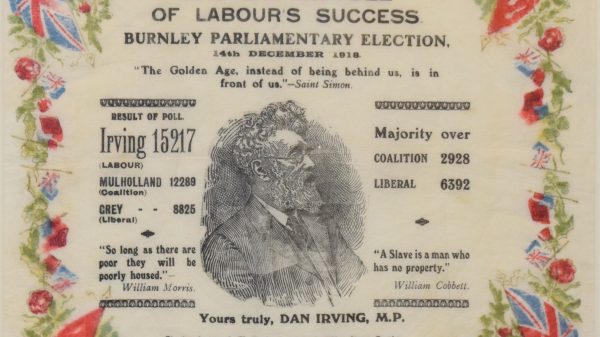 OF LABOUR'S SUCCESS.
BURNLEY PARLIAMENTARY ELECTION,
14th DECEMBER 1918.
"The Golden Age, instead of being behind us, is in
front of us."–Saint Simon.
RESULT OF POLL.
Irving 15217
(LABOUR)
MULHOLLAND 12289
(Coalition)
GREY - - 8825
(Liberal)
"So long as there are
poor they will be
poorly housed."–
William Morris.
Majority over
COALITION 2928
LIBERAL 6392
"A Slave is a man who
has no property."
William Cobbett.
Yours truly, DAN IRVING, M.P.